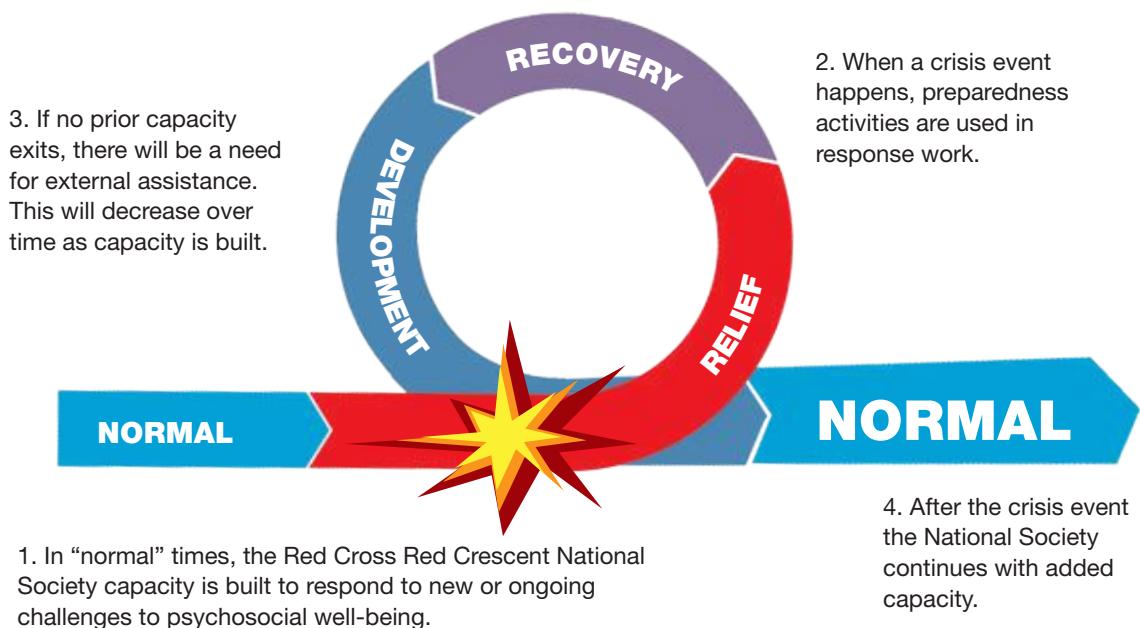 RECOVERY
2. When a crisis event
happens, preparedness
activities are used in
response work.
3. If no prior capacity
exits, there will be a need
for external assistance.
This will decrease over
time as capacity is built.
DEVELOPMENT
RELIEF
NORMAL
NORMAL
1. In “normal” times, the Red Cross Red Crescent National
Society capacity is built to respond to new or ongoing
challenges to psychosocial well-being.
4. After the crisis event
the National Society
continues with added
capacity.